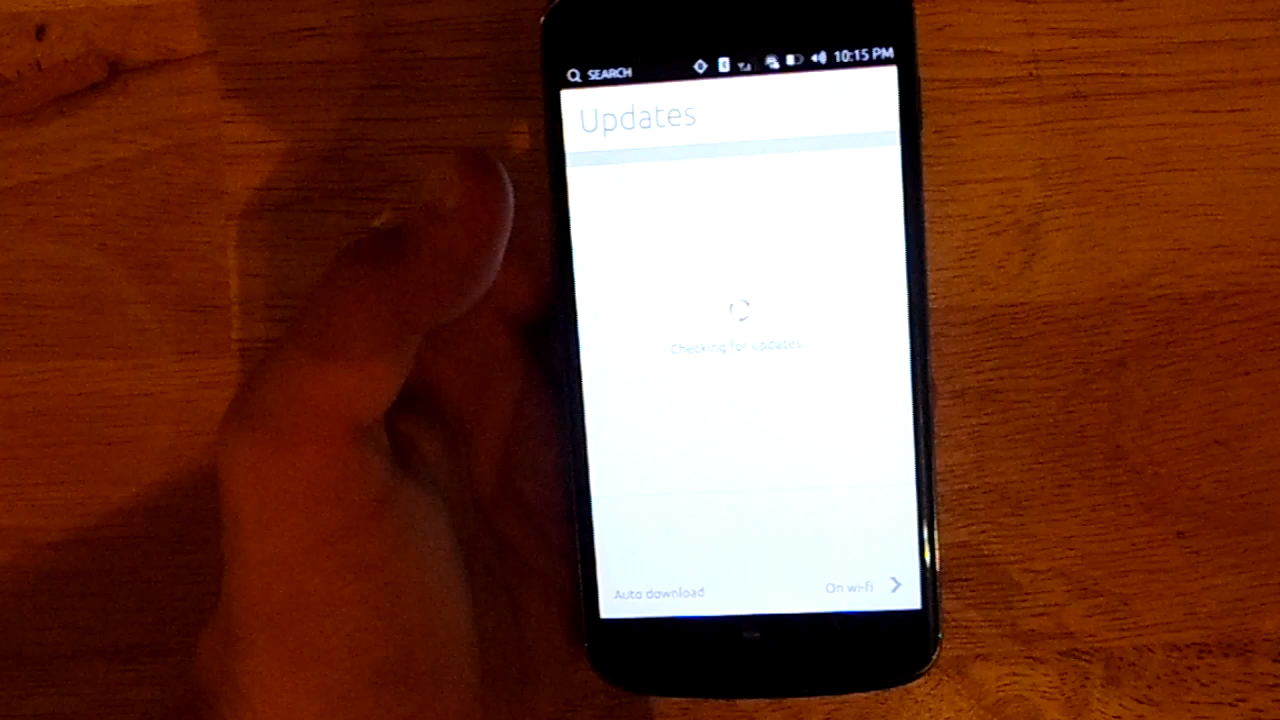 SEARCH 10:15 PM
Updates
Checking for updates
Auto download On wi-fi